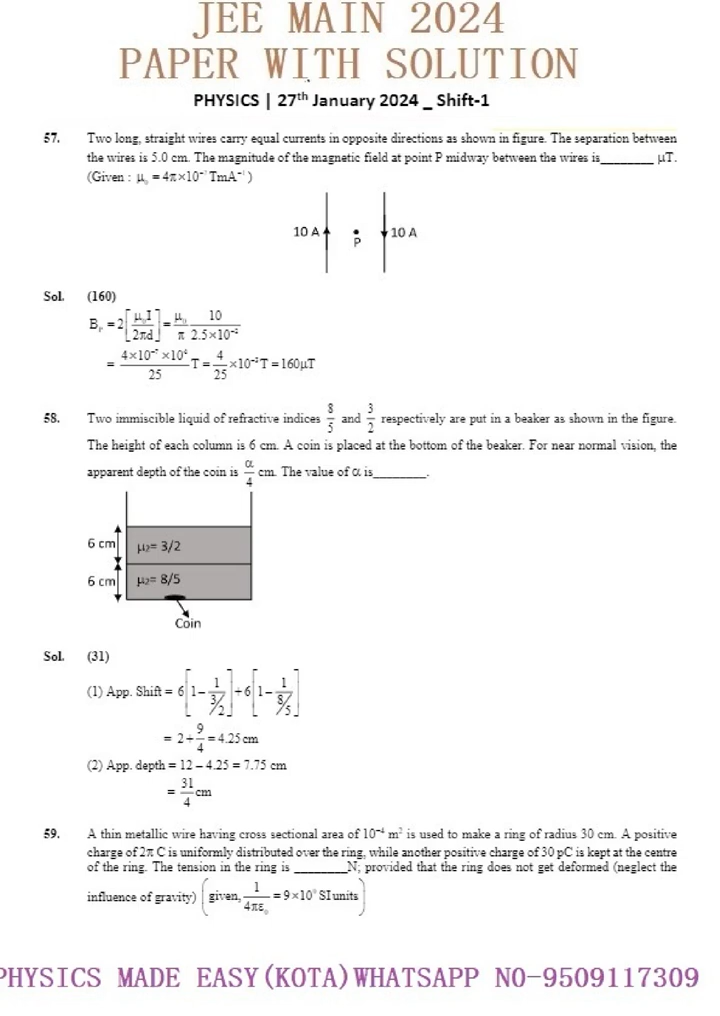 JEE MAIN 2024
PAPER WITH SOLUTION
PHYSICS | 27th January 2024 _ Shift-1
57. Two long, straight wires carry equal currents in opposite directions as shown in figure. The separation between
the wires is 5.0 cm. The magnitude of the magnetic field at point P midway between the wires is________ μT.
(Given : μ₀ = 4π×10⁻⁷ TmA⁻¹)
10 A P 10 A
Sol. (160)
Bₚ = 2[μ₀I/2πd] = μ₀/π 10/2.5×10⁻²
= 4×10⁻⁷×10⁴/25 T = 4/25 ×10⁻³T = 160μT
58. Two immiscible liquid of refractive indices 8/5 and 3/2 respectively are put in a beaker as shown in the figure.
The height of each column is 6 cm. A coin is placed at the bottom of the beaker. For near normal vision, the
apparent depth of the coin is α/4 cm. The value of α is________.
6 cm μ₂= 3/2
6 cm μ₂= 8/5
Coin
Sol. (31)
(1) App. Shift = 6[1-1/(3/2)]+6[1-1/(8/5)]
= 2+9/4 = 4.25 cm
(2) App. depth = 12 – 4.25 = 7.75 cm
= 31/4 cm
59. A thin metallic wire having cross sectional area of 10⁻⁴ m² is used to make a ring of radius 30 cm. A positive
charge of 2π C is uniformly distributed over the ring, while another positive charge of 30 pC is kept at the centre
of the ring. The tension in the ring is ________N; provided that the ring does not get deformed (neglect the
influence of gravity) (given, 1/4πε₀ = 9×10⁹ SI units)
PHYSICS MADE EASY(KOTA)WHATSAPP NO-9509117309